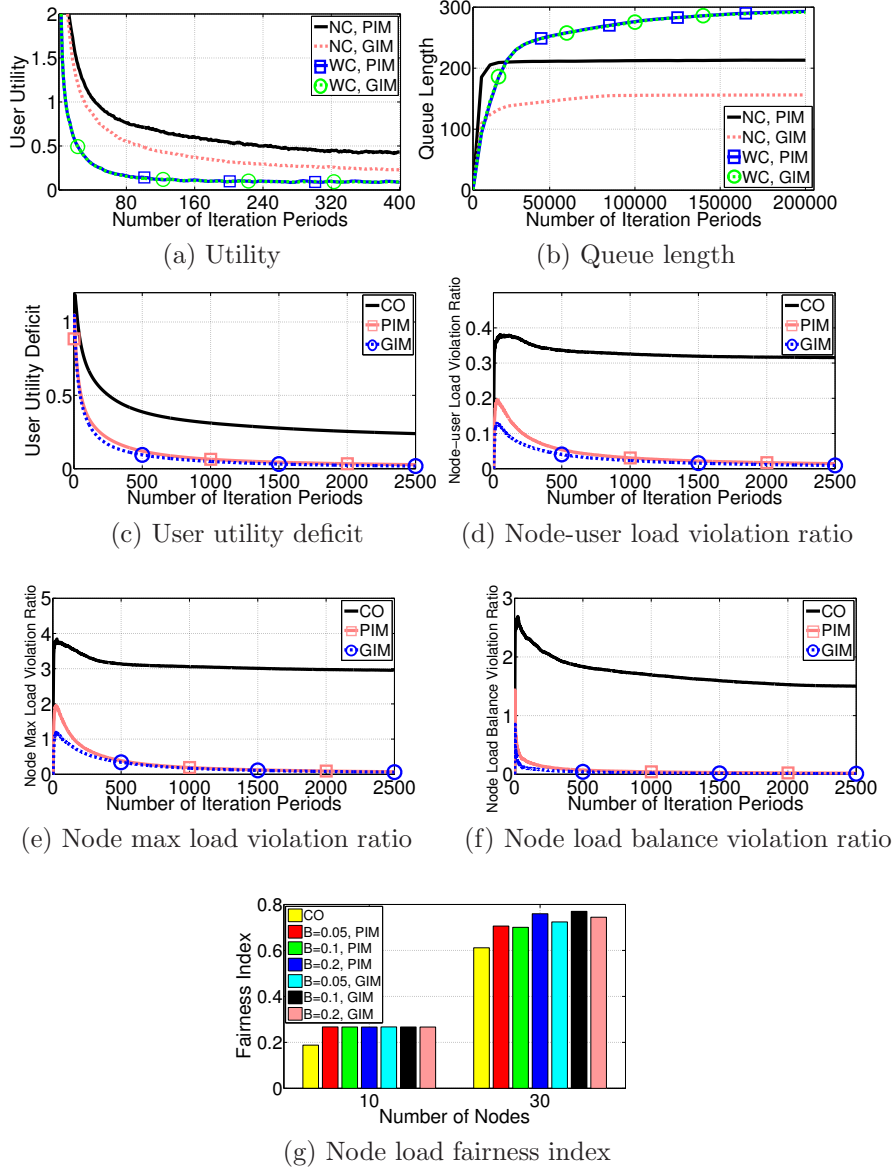 2
1.5
1
0.5
0
80
160
240
320
400
User Utility
Number of Iteration Periods
NC, PIM
NC, GIM
WC, PIM
WC, GIM
(a) Utility
300
200
100
0
0
50000
100000
150000
200000
Queue Length
Number of Iteration Periods
NC, PIM
NC, GIM
WC, PIM
WC, GIM
(b) Queue length
1
0.5
0
0
500
1000
1500
2000
2500
User Utility Deficit
Number of Iteration Periods
CO
PIM
GIM
(c) User utility deficit
0.4
0.3
0.2
0.1
0
0
500
1000
1500
2000
2500
Node-user Load Violation Ratio
Number of Iteration Periods
CO
PIM
GIM
(d) Node-user load violation ratio
5
4
3
2
1
0
0
500
1000
1500
2000
2500
Node Max Load Violation Ratio
Number of Iteration Periods
CO
PIM
GIM
(e) Node max load violation ratio
3
2
1
0
0
500
1000
1500
2000
2500
Node Load Balance Violation Ratio
Number of Iteration Periods
CO
PIM
GIM
(f) Node load balance violation ratio
0.8
0.6
0.4
0.2
0
10
30
Fairness Index
Number of Nodes
CO
B=0.05, PIM
B=0.1, PIM
B=0.2, PIM
B=0.05, GIM
B=0.1, GIM
B=0.2, GIM
(g) Node load fairness index